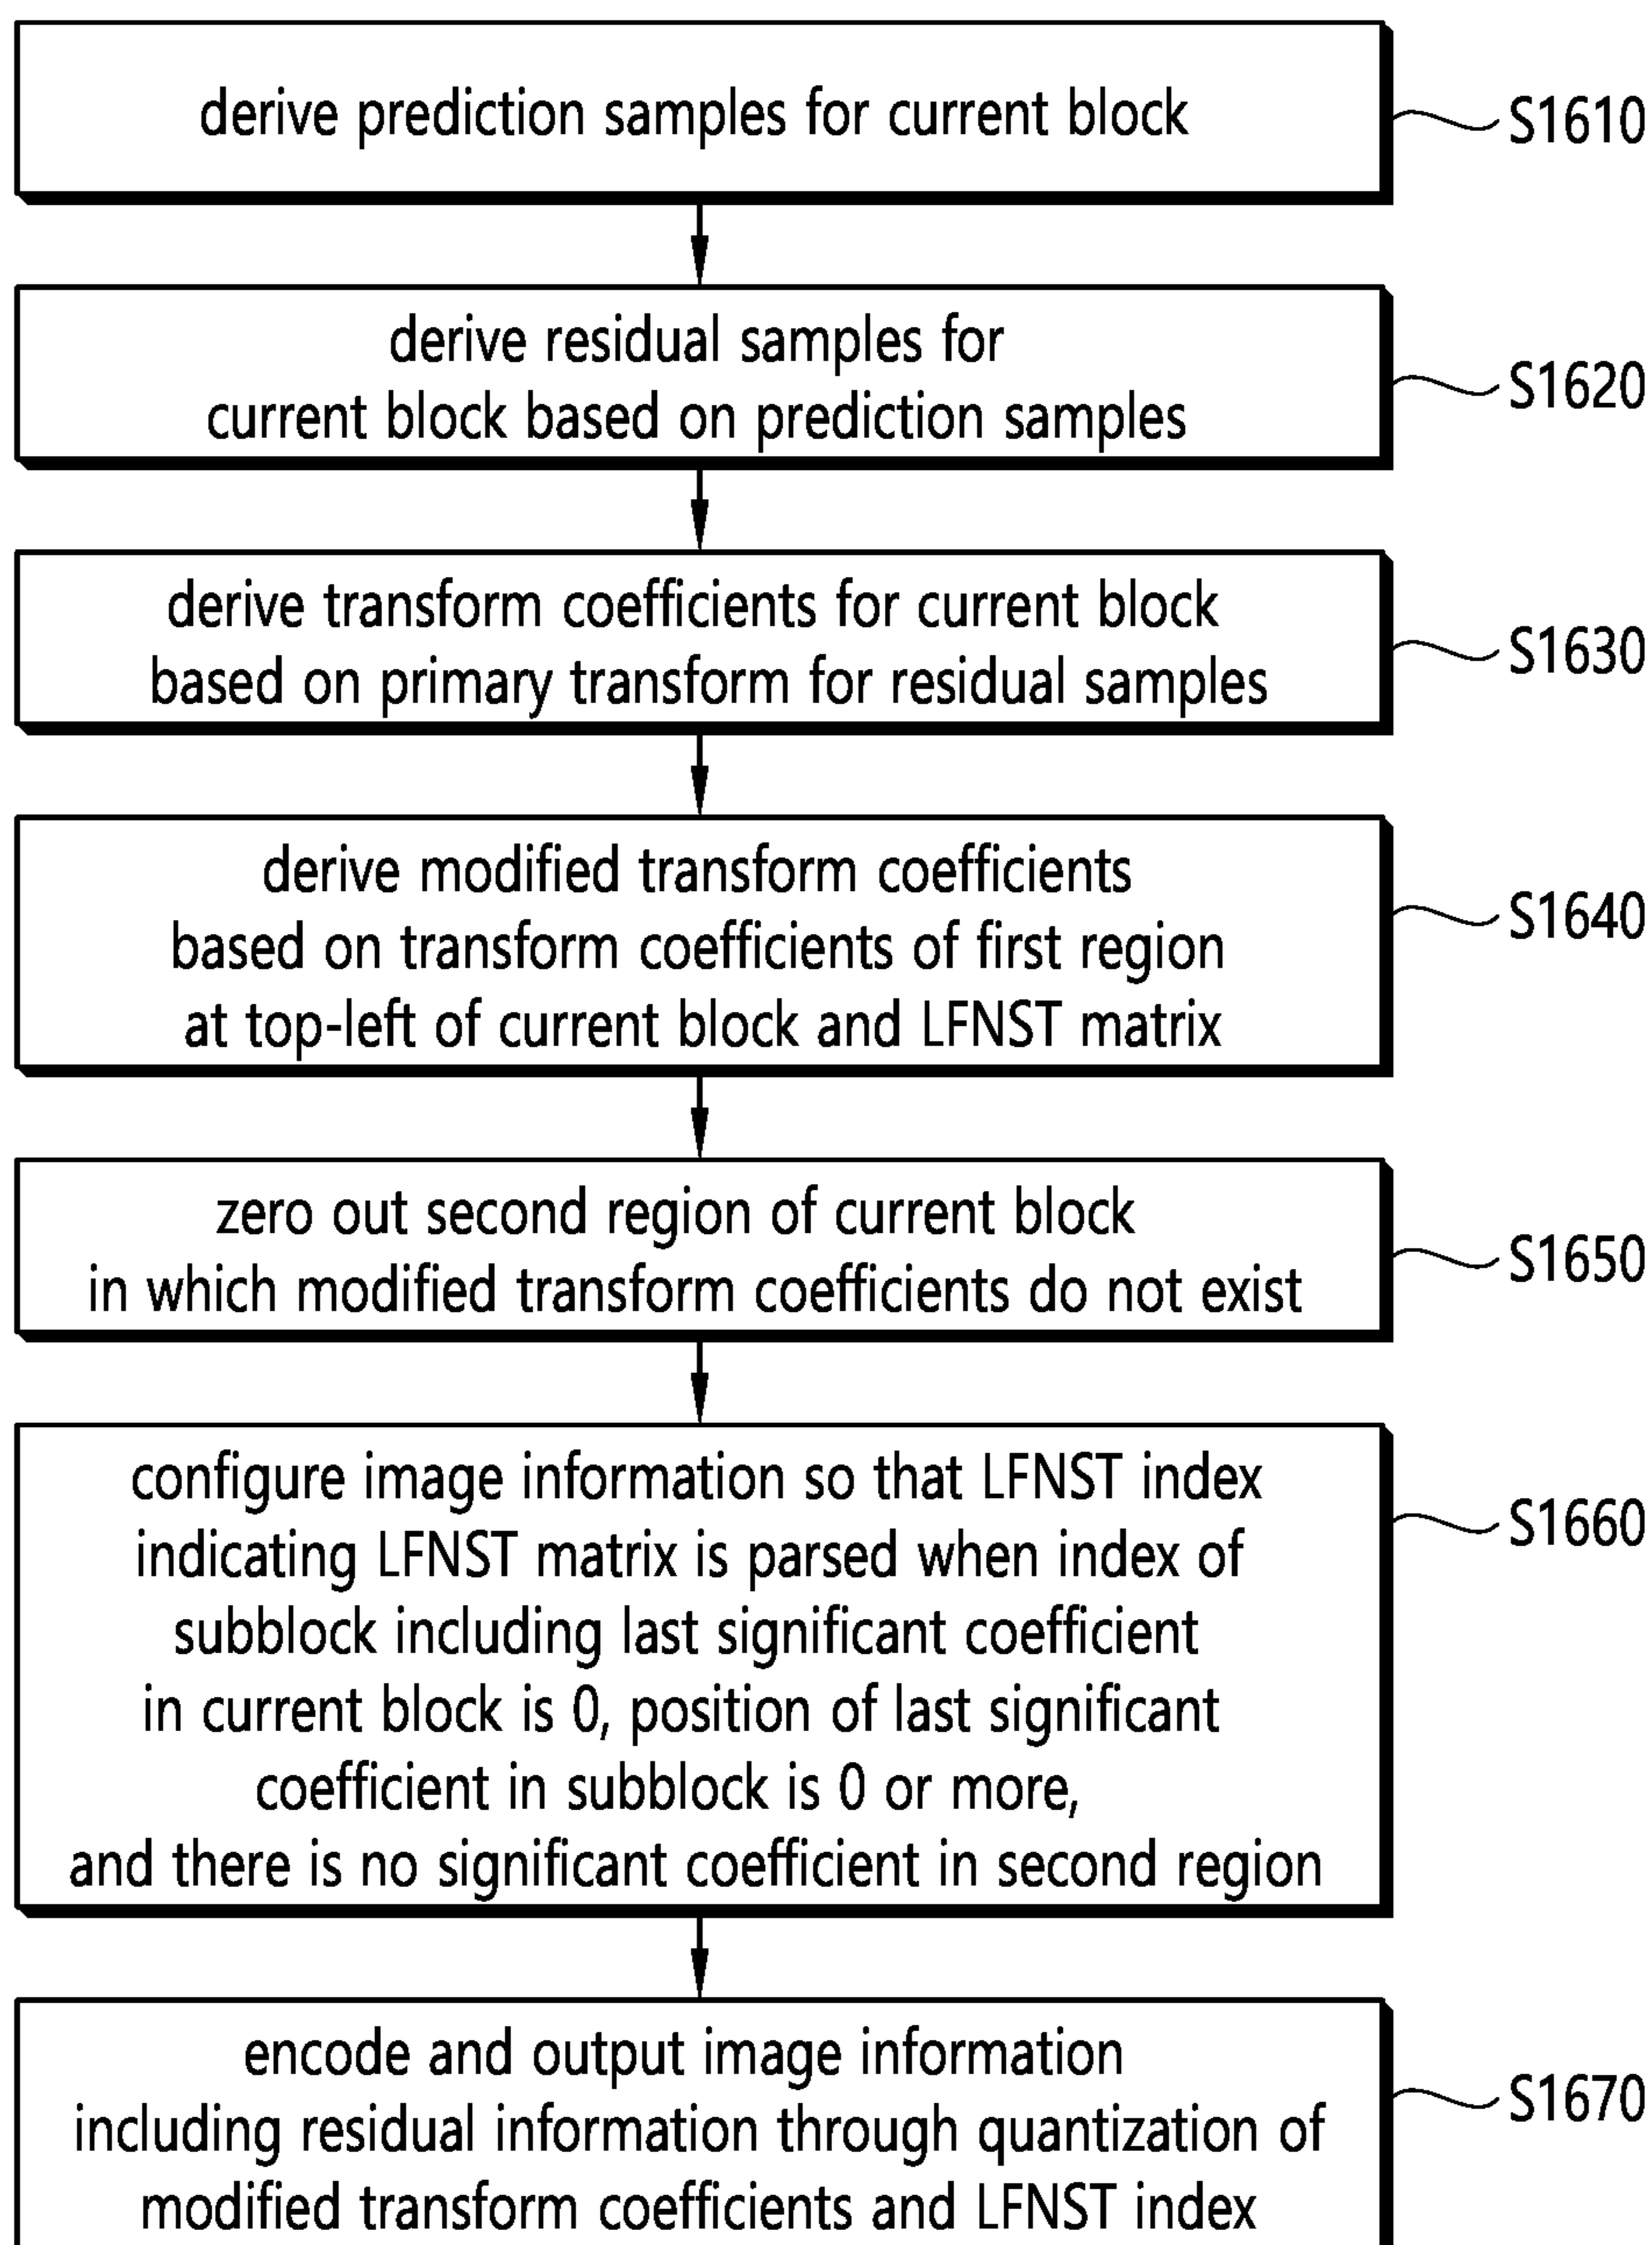 derive prediction samples for current block
S1610
derive residual samples for
current block based on prediction samples
S1620
derive transform coefficients for current block
based on primary transform for residual samples
S1630
derive modified transform coefficients
based on transform coefficients of first region
at top-left of current block and LFNST matrix
S1640
zero out second region of current block
in which modified transform coefficients do not exist
S1650
configure image information so that LFNST index
indicating LFNST matrix is parsed when index of
subblock including last significant coefficient
in current block is 0, position of last significant
coefficient in subblock is 0 or more,
and there is no significant coefficient in second region
S1660
encode and output image information
including residual information through quantization of
modified transform coefficients and LFNST index
S1670